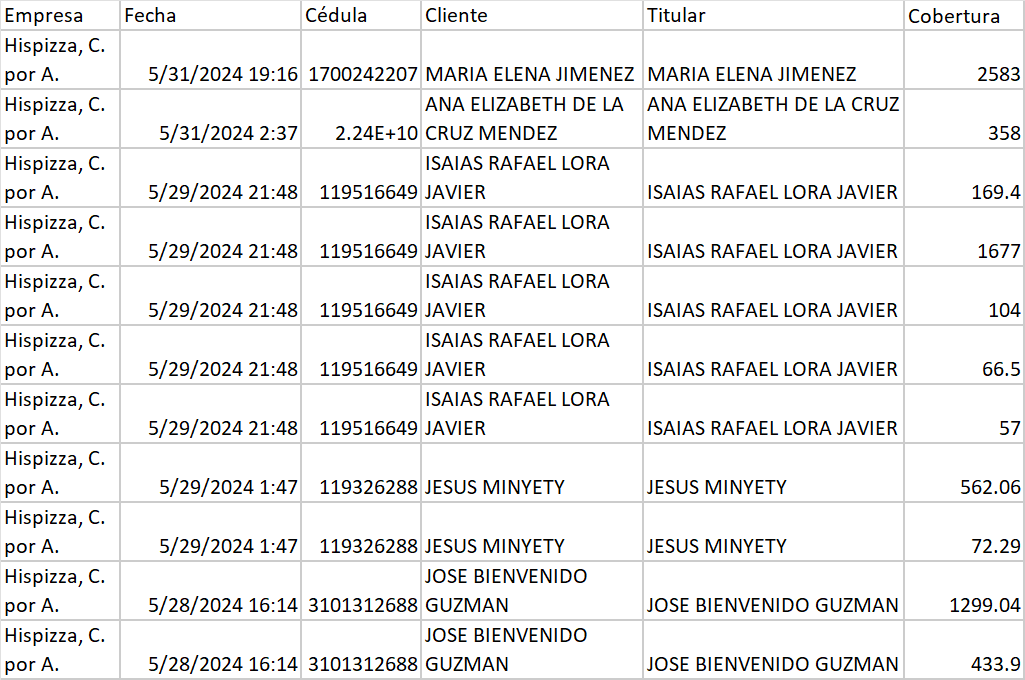 Empresa Fecha Cédula Cliente Titular Cobertura
Hispizza, C.
por A. 5/31/2024 19:16 1700242207 MARIA ELENA JIMENEZ MARIA ELENA JIMENEZ 2583
Hispizza, C. ANA ELIZABETH DE LA ANA ELIZABETH DE LA CRUZ
por A. 5/31/2024 2:37 2.24E+10 CRUZ MENDEZ MENDEZ 358
Hispizza, C. ISAIAS RAFAEL LORA
por A. 5/29/2024 21:48 119516649 JAVIER ISAIAS RAFAEL LORA JAVIER 169.4
Hispizza, C. ISAIAS RAFAEL LORA
por A. 5/29/2024 21:48 119516649 JAVIER ISAIAS RAFAEL LORA JAVIER 1677
Hispizza, C. ISAIAS RAFAEL LORA
por A. 5/29/2024 21:48 119516649 JAVIER ISAIAS RAFAEL LORA JAVIER 104
Hispizza, C. ISAIAS RAFAEL LORA
por A. 5/29/2024 21:48 119516649 JAVIER ISAIAS RAFAEL LORA JAVIER 66.5
Hispizza, C. ISAIAS RAFAEL LORA
por A. 5/29/2024 21:48 119516649 JAVIER ISAIAS RAFAEL LORA JAVIER 57
Hispizza, C.
por A. 5/29/2024 1:47 119326288 JESUS MINYETY JESUS MINYETY 562.06
Hispizza, C.
por A. 5/29/2024 1:47 119326288 JESUS MINYETY JESUS MINYETY 72.29
Hispizza, C. JOSE BIENVENIDO
por A. 5/28/2024 16:14 3101312688 GUZMAN JOSE BIENVENIDO GUZMAN 1299.04
Hispizza, C. JOSE BIENVENIDO
por A. 5/28/2024 16:14 3101312688 GUZMAN JOSE BIENVENIDO GUZMAN 433.9